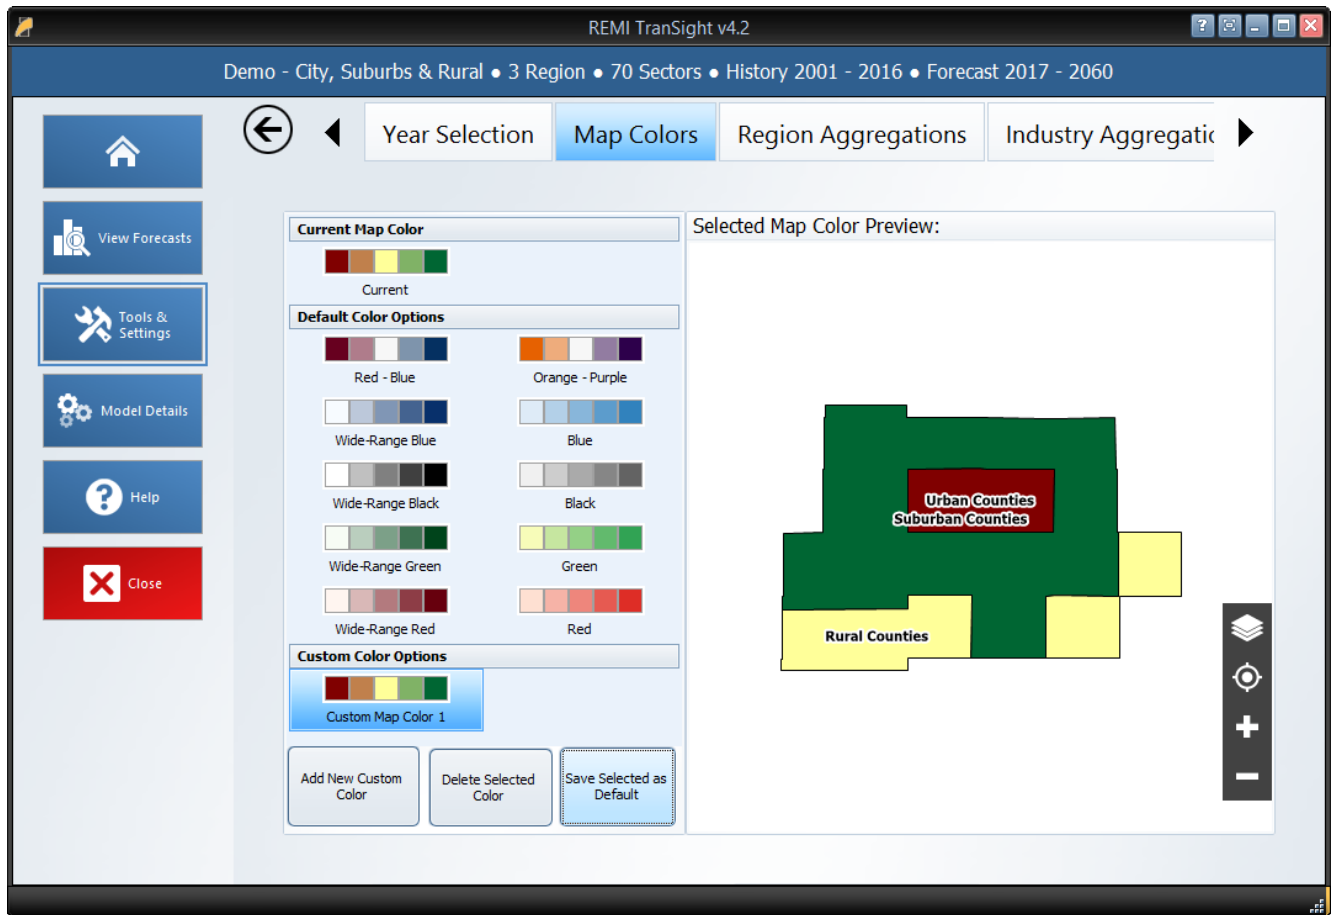 REMI TranSight v4.2
Demo - City, Suburbs & Rural ● 3 Region ● 70 Sectors ● History 2001 - 2016 ● Forecast 2017 - 2060
Year Selection
Map Colors
Region Aggregations
Industry Aggregatic
View Forecasts
Tools &
Settings
Model Details
Help
Close
Current Map Color
Current
Default Color Options
Red - Blue
Orange - Purple
Wide-Range Blue
Blue
Wide-Range Black
Black
Wide-Range Green
Green
Wide-Range Red
Red
Custom Color Options
Custom Map Color 1
Add New Custom
Color
Delete Selected
Color
Save Selected as
Default
Selected Map Color Preview:
Urban Counties
Suburban Counties
Rural Counties